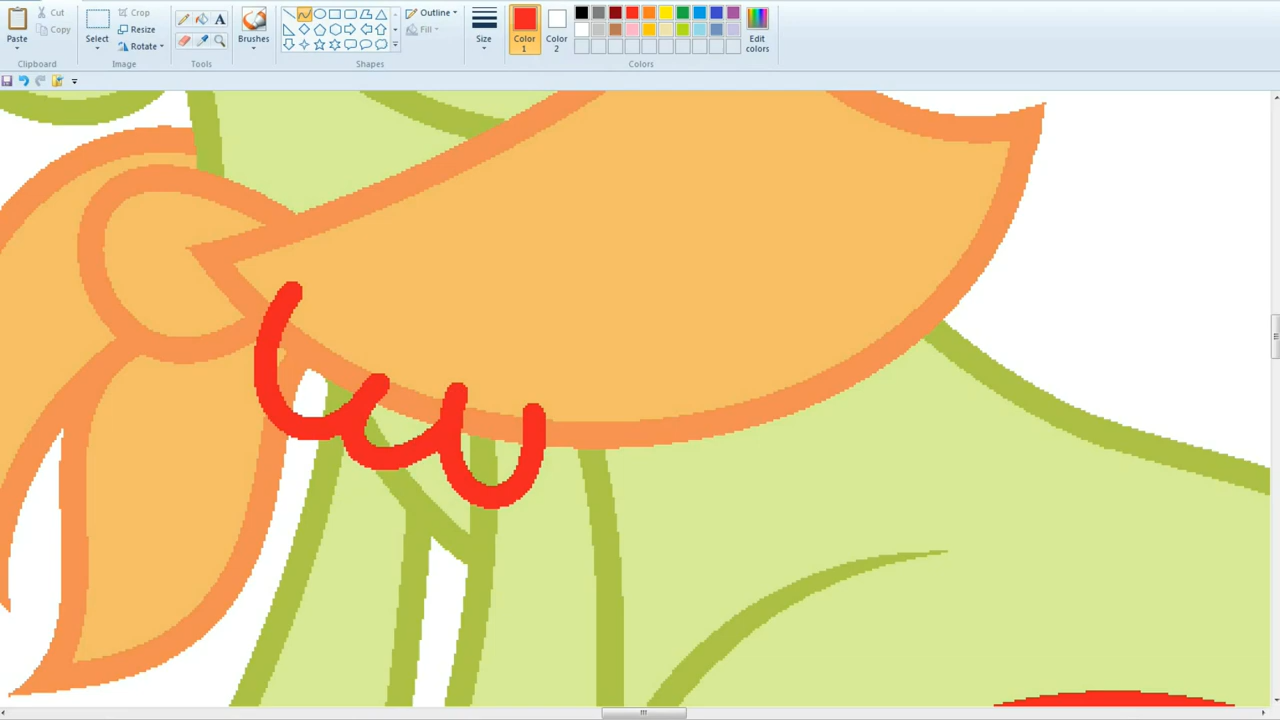 Cut
Copy
Paste
Clipboard
Select
Crop
Resize
Rotate
Image
A
Tools
Brushes
Outline
Fill
Shapes
Size
Color
1
Color
2
Edit
colors
Colors